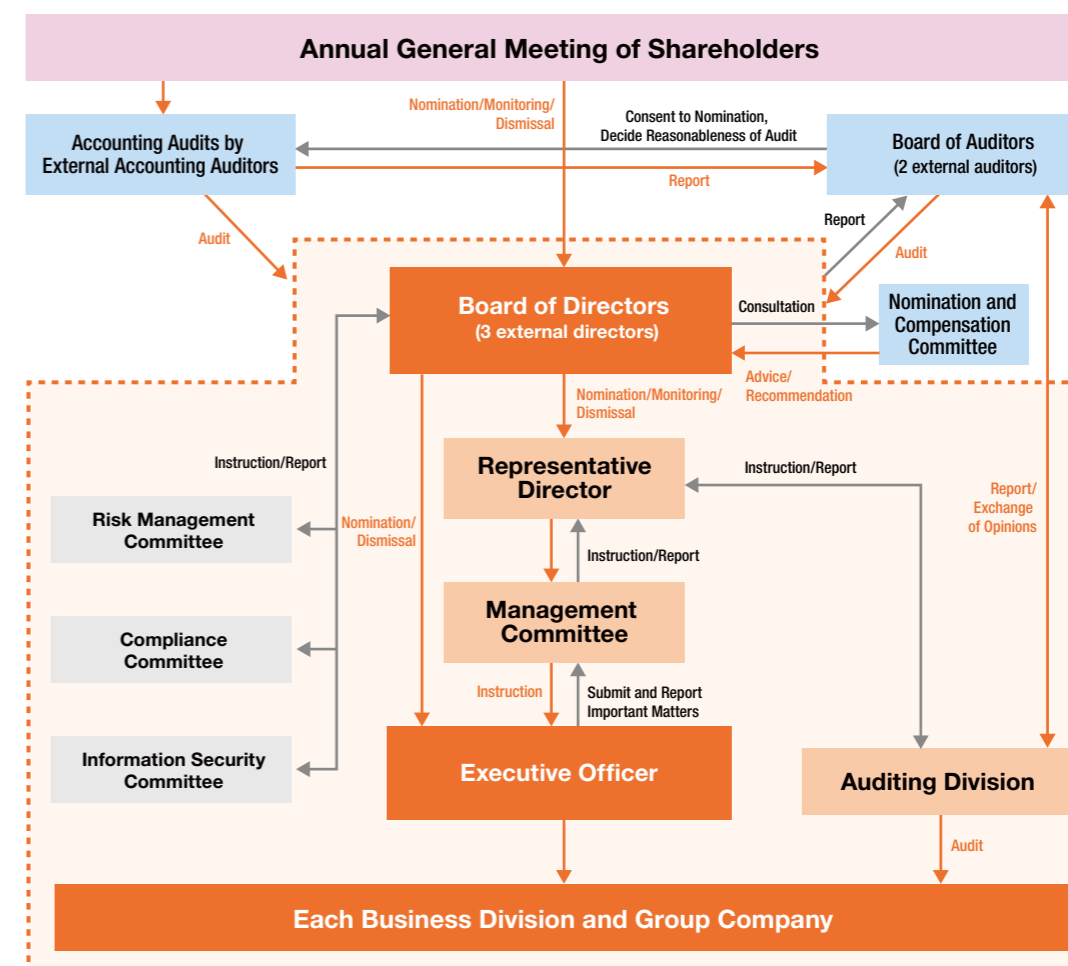 Annual General Meeting of Shareholders
Nomination/Monitoring/
Dismissal
Consent to Nomination,
Decide Reasonableness of Audit
Accounting Audits by
External Accounting Auditors
Board of Auditors
(2 external auditors)
Report
Report
Audit
Audit
Board of Directors
(3 external directors)
Consultation
Nomination and
Compensation
Committee
Advice/
Recommendation
Nomination/Monitoring/
Dismissal
Instruction/Report
Representative
Director
Instruction/Report
Report/
Exchange
of Opinions
Risk Management
Committee
Nomination/
Dismissal
Instruction/Report
Management
Committee
Compliance
Committee
Instruction
Submit and Report
Important Matters
Information Security
Committee
Executive Officer
Auditing Division
Audit
Each Business Division and Group Company